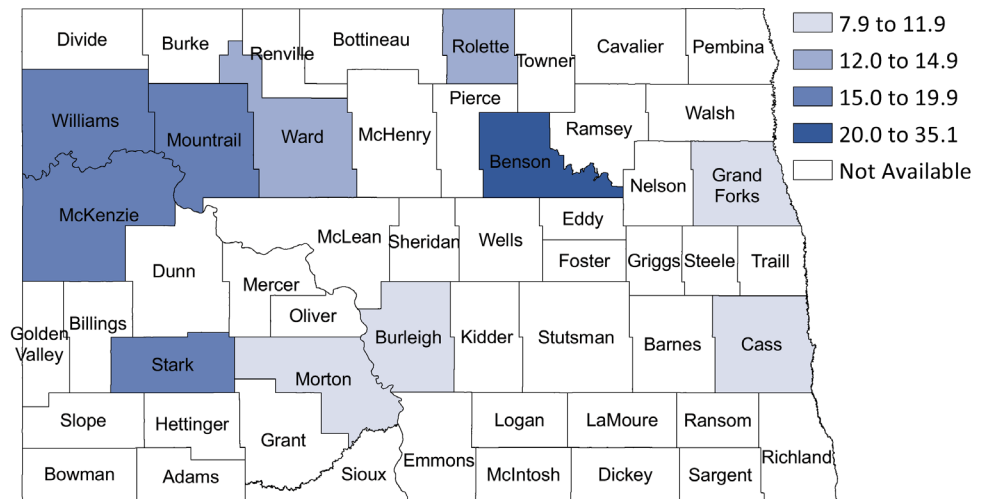 Divide
Burke
Renville
Bottineau
Rolette
Towner
Cavalier
Pembina
7.9 to 11.9
12.0 to 14.9
15.0 to 19.9
20.0 to 35.1
Not Available
Williams
Mountrail
Ward
McHenry
Pierce
Benson
Ramsey
Walsh
Nelson
Grand
Forks
McKenzie
Dunn
McLean
Sheridan
Wells
Eddy
Foster
Griggs
Steele
Traill
Mercer
Oliver
Golden
Valley
Billings
Stark
Morton
Burleigh
Kidder
Stutsman
Barnes
Cass
Slope
Hettinger
Grant
Sioux
Emmons
Logan
LaMoure
Ransom
Richland
Bowman
Adams
McIntosh
Dickey
Sargent